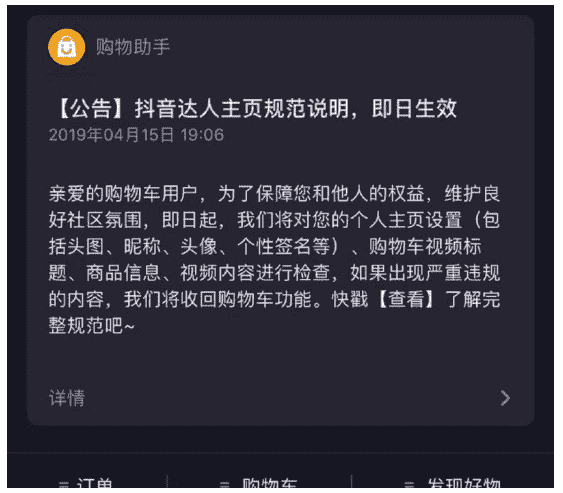 购物助手
【公告】抖音达人主页规范说明，即日生效
2019年04月15日 19:06
亲爱的购物车用户，为了保障您和他人的权益，维护良
好社区氛围，即日起，我们将对您的个人主页设置（包
括头图、昵称、头像、个性签名等）、购物车视频标
题、商品信息、视频内容进行检查，如果出现严重违规
的内容，我们将收回购物车功能。快戳【查看】了解完
整规范吧~
详情
订单 购物车 发现好物